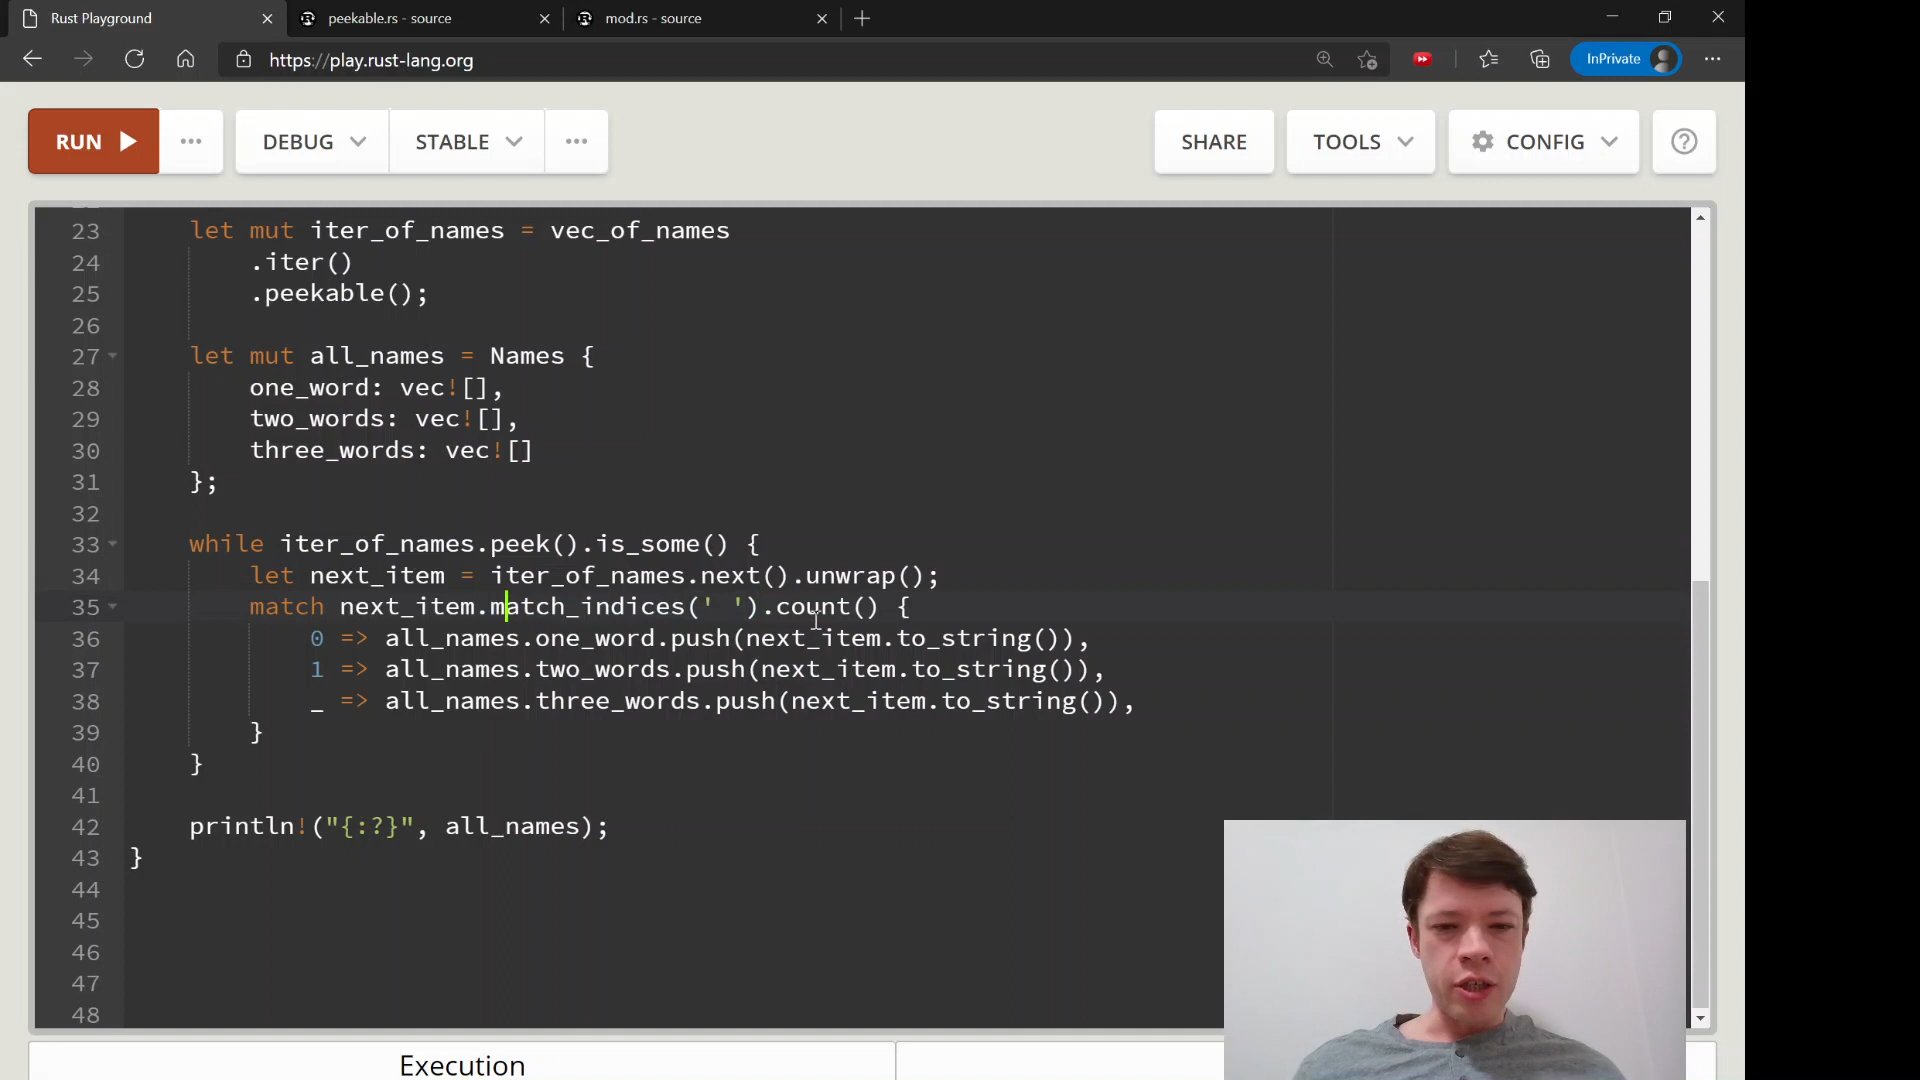 Rust Playground
peekable.rs - source
mod.rs - source
https://play.rust-lang.org
InPrivate
RUN
DEBUG
STABLE
SHARE
TOOLS
CONFIG
23 let mut iter_of_names = vec_of_names
24 .iter()
25 .peekable();
26
27 let mut all_names = Names {
28 one_word: vec![],
29 two_words: vec![],
30 three_words: vec![]
31 };
32
33 while iter_of_names.peek().is_some() {
34 let next_item = iter_of_names.next().unwrap();
35 match next_item.match_indices(' ').count() {
36 0 => all_names.one_word.push(next_item.to_string()),
37 1 => all_names.two_words.push(next_item.to_string()),
38 _ => all_names.three_words.push(next_item.to_string()),
39 }
40 }
41
42 println!("{:?}", all_names);
43 }
44
45
46
47
48
Execution